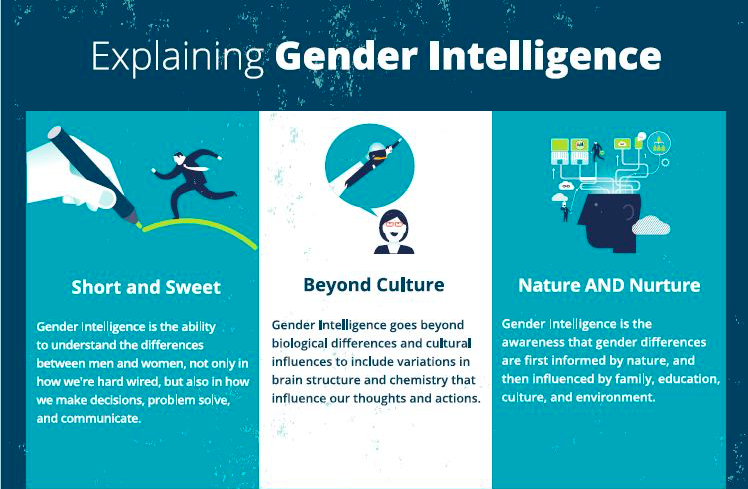 Explaining Gender Intelligence
Short and Sweet
Gender Intelligence is the ability
to understand the differences
between men and women, not only in
how we're hard wired, but also in how
we make decisions, problem solve,
and communicate.
Beyond Culture
Gender Intelligence goes beyond
biological differences and cultural
influences to include variations in
brain structure and chemistry that
influence our thoughts and actions.
Nature AND Nurture
Gender Intelligence is the
awareness that gender differences
are first informed by nature, and
then influenced by family, education,
culture, and environment.